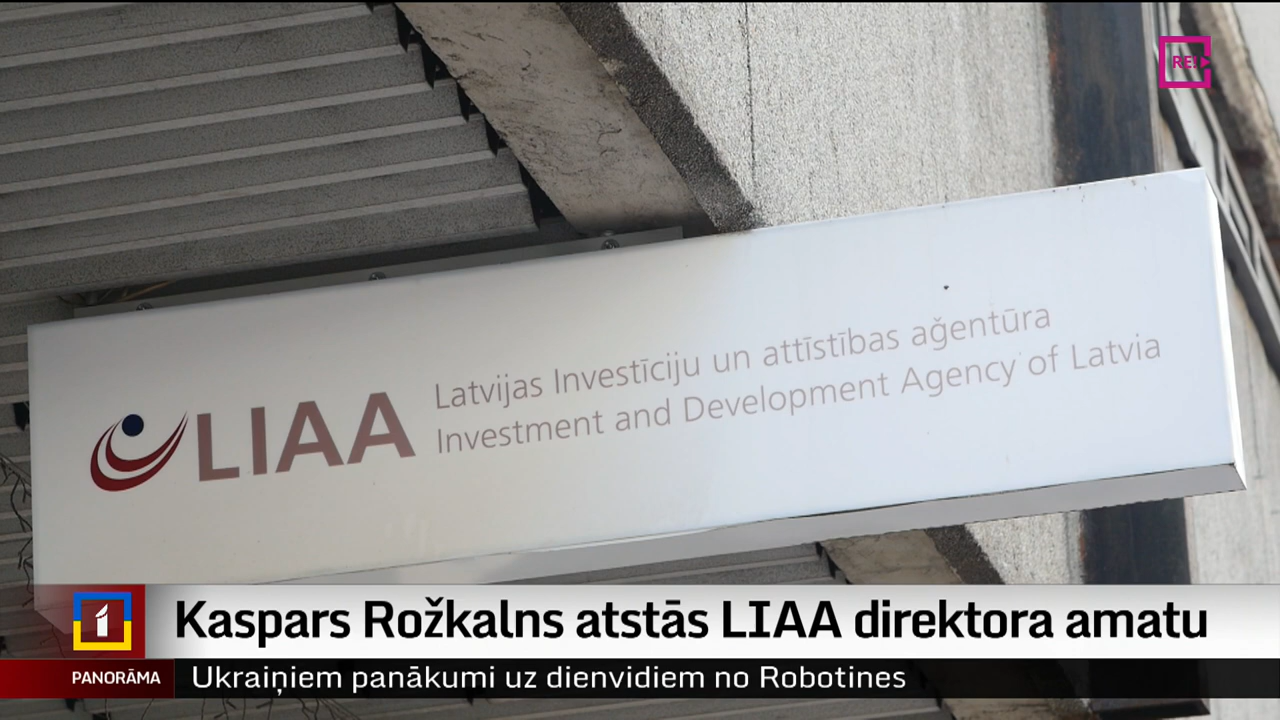 RE!
Latvijas Investīciju un attīstības aģentūra
LIAA
Investment and Development Agency of Latvia
1
Kaspars Rožkalns atstās LIAA direktora amatu
PANORĀMA
Ukraiņiem panākumi uz dienvidiem no Robotines